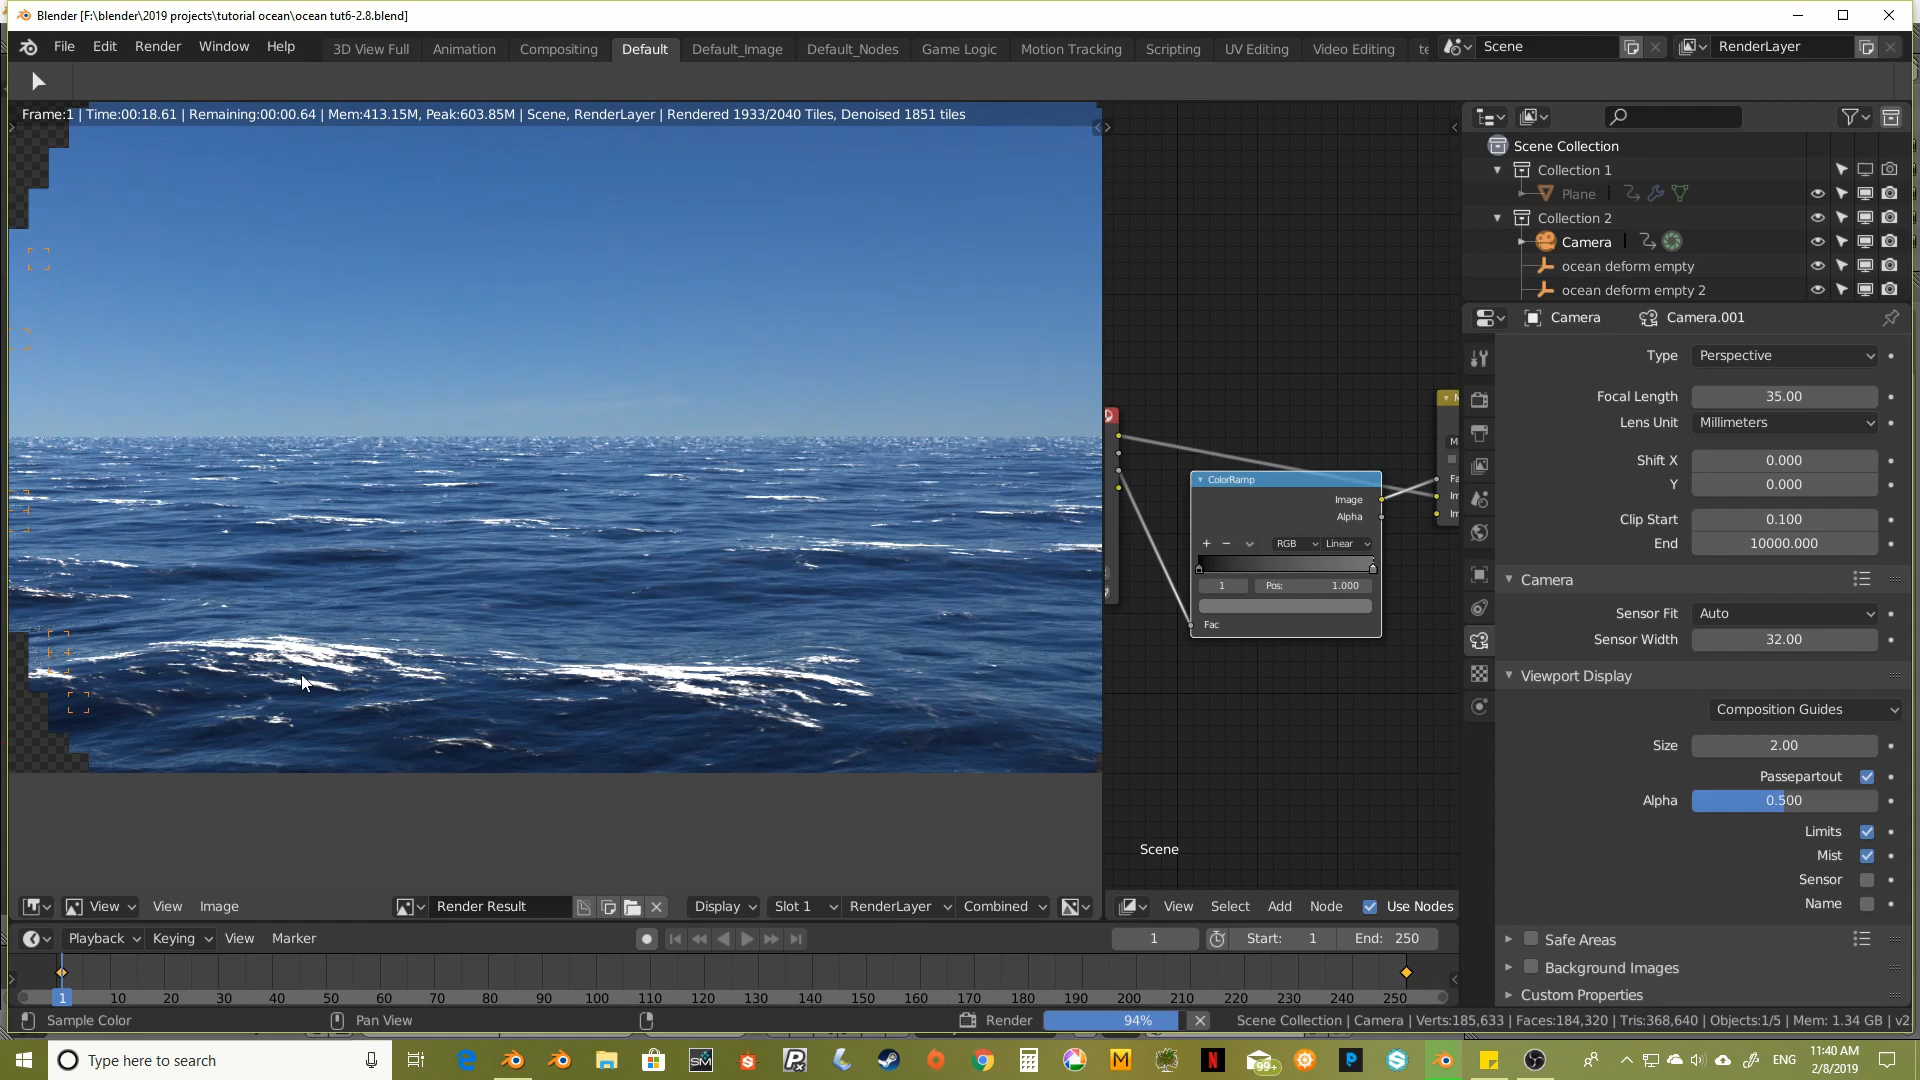 Blender [F:\blender\2019 projects\tutorial ocean\ocean tut6-2.8.blend]
File Edit Render Window Help 3D View Full Animation Compositing Default Default_Image Default_Nodes Game Logic Motion Tracking Scripting UV Editing Video Editing te Scene RenderLayer
Frame:1 | Time:00:18.61 | Remaining:00:00.64 | Mem:413.15M, Peak:603.85M | Scene, RenderLayer | Rendered 1933/2040 Tiles, Denoised 1851 tiles
Scene Collection
Collection 1
Plane
Collection 2
Camera
ocean deform empty
ocean deform empty 2
Camera Camera.001
Type Perspective
Focal Length 35.00
Lens Unit Millimeters
Shift X 0.000
Y 0.000
Clip Start 0.100
End 10000.000
Camera
Sensor Fit Auto
Sensor Width 32.00
Viewport Display
Composition Guides
Size 2.00
Passepartout
Alpha 0.500
Limits
Mist
Sensor
Name
Safe Areas
Background Images
Custom Properties
ColorRamp
Image
Alpha
RGB Linear
1 Pos: 1.000
Fac
M
Fa
Im
Im
Scene
View View Image Render Result Display Slot 1 RenderLayer Combined View Select Add Node Use Nodes
Playback Keying View Marker 1 Start: 1 End: 250
1 10 20 30 40 50 60 70 80 90 100 110 120 130 140 150 160 170 180 190 200 210 220 230 240 250
Sample Color Pan View Render 94% Scene Collection | Camera | Verts:185,633 | Faces:184,320 | Tris:368,640 | Objects:1/5 | Mem: 1.34 GB | v2
Type here to search SM 99+ ENG 11:40 AM
2/8/2019